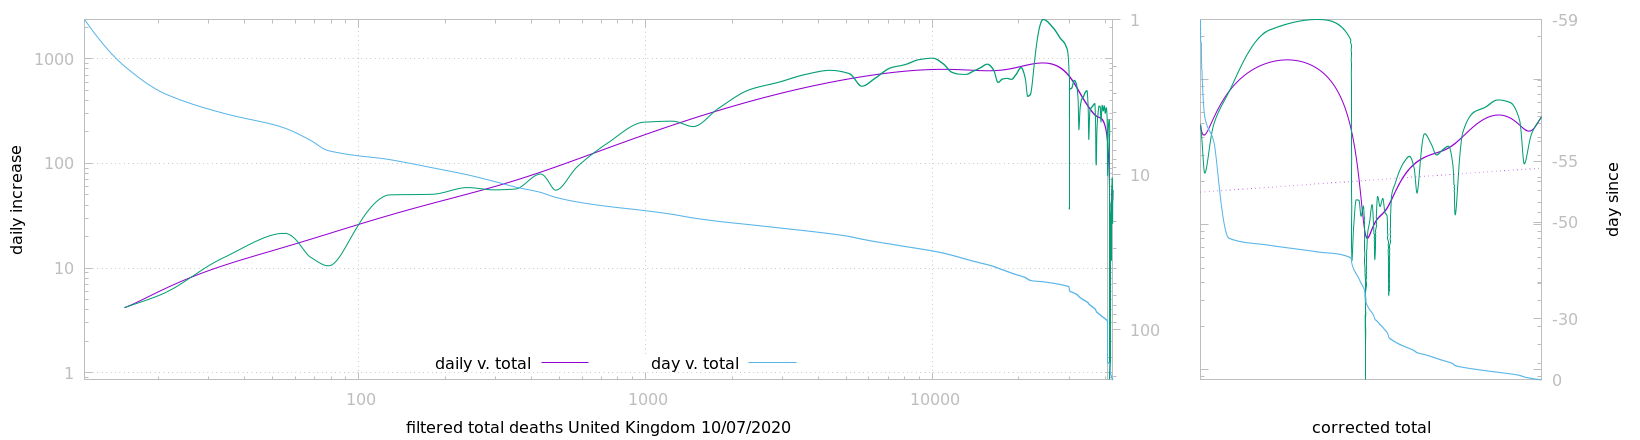 daily increase
1000
100
10
1
daily v. total
day v. total
100
1000
10000
filtered total deaths United Kingdom 10/07/2020
1
10
100
-59
-55
-50
-30
0
day since
corrected total